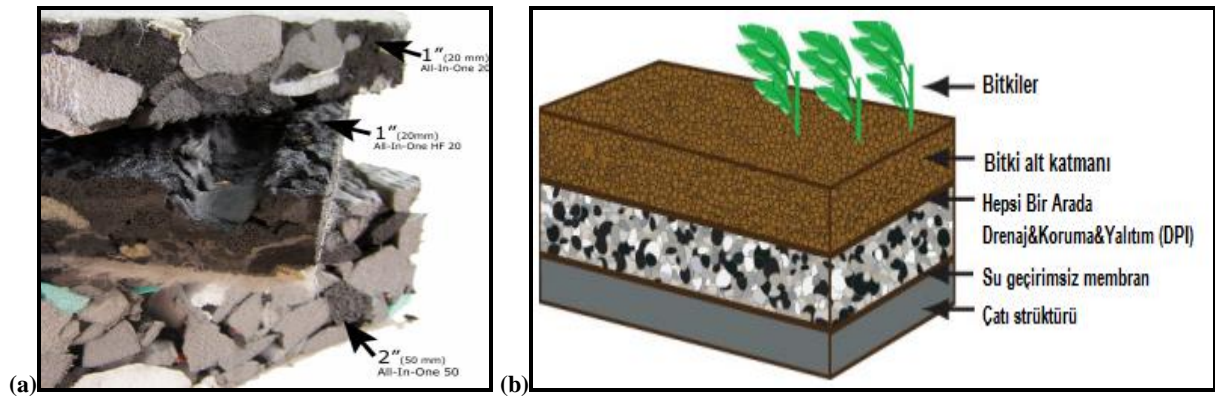 1" (20 mm)
All-In-One 20
1" (20mm)
All-In-One HF 20
2" (50 mm)
All-In-One 50
(a)
Bitkiler
Bitki alt katmanı
Hepsi Bir Arada
Drenaj&Koruma&Yalıtım (DPI)
Su geçirimsiz membran
Çatı strüktürü
(b)